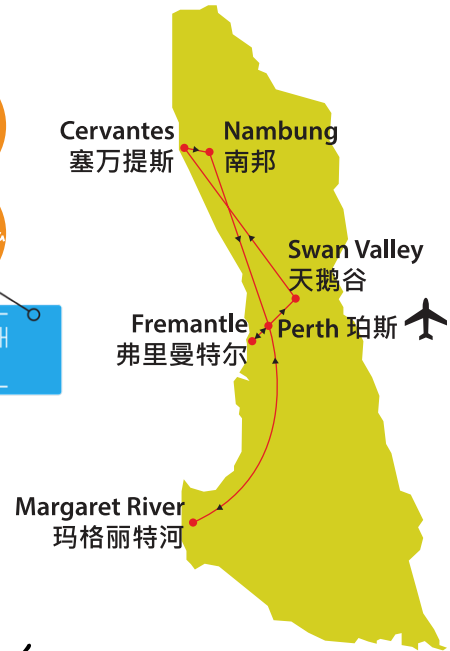 Cervantes
塞万提斯
Nambung
南邦
Swan Valley
天鹅谷
Fremantle
弗里曼特尔
Perth 珀斯
Margaret River
玛格丽特河